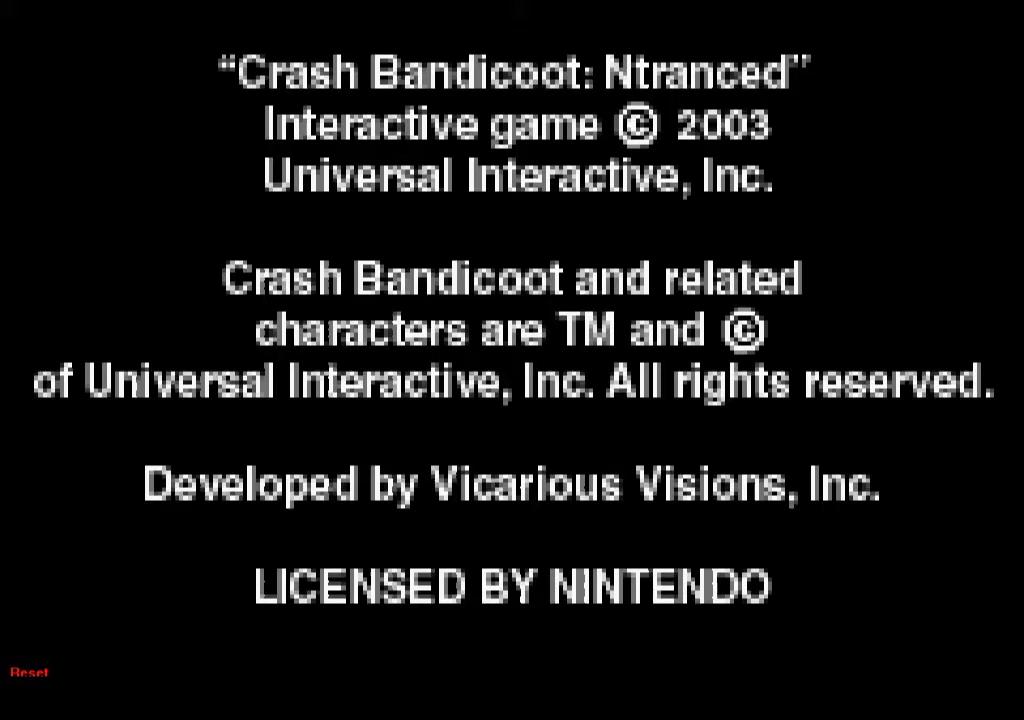 “Crash Bandicoot: Ntranced”
Interactive game © 2003
Universal Interactive, Inc.
Crash Bandicoot and related
characters are TM and ©
of Universal Interactive, Inc. All rights reserved.
Developed by Vicarious Visions, Inc.
LICENSED BY NINTENDO
Reset